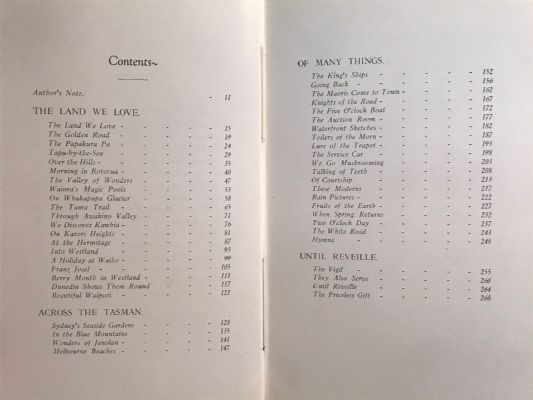 Contents~
Author's Note. - 11
THE LAND WE LOVE.
The Land We Love - - - - - 15
The Golden Road - - - - - 19
The Papakura Pa - - - - - 24
Tapu-by-the-Sea - - - - - 29
Over the Hills - - - - - 35
Morning in Rotorua - - - - - 40
The Valley of Wonders - - - - 47
Waiora's Magic Pools - - - - 53
On Whakapapa Glacier - - - - 58
The Tama Trail - - - - - 65
Through Awakino Valley - - - - 71
We Discover Kawhia - - - - 76
On Karori Heights - - - - 81
At the Hermitage - - - - 87
Into Westland - - - - - 93
A Holiday at Waiho - - - - 99
Franz Josef - - - - - 105
Berry Month in Westland - - - - 111
Dunedin Shows Them Round - - - 117
Beautiful Waipori - - - - 121
ACROSS THE TASMAN.
Sydney's Seaside Gardens - - - - 128
In the Blue Mountains - - - - 135
Wonders of Jenolan - - - - 141
Melbourne Beaches - - - - - 147
OF MANY THINGS.
The King's Ships - - - - - 152
Going Back - - - - - 156
The Maoris Come to Town - - - - 162
Knights of the Road - - - - - 167
The Five O'clock Boat - - - - 172
The Auction Room - - - - - 177
Waterfront Sketches - - - - - 182
Toilers of the Morn - - - - - 187
Lure of the Teapot - - - - - 193
The Service Car - - - - - 198
We Go Mushrooming - - - - 203
Talking of Teeth - - - - - 208
Of Courtship - - - - - 213
These Moderns - - - - - 217
Rain Pictures - - - - - 222
Fruits of the Earth - - - - - 227
When Spring Returns - - - - 232
Two O'clock Day - - - - - 237
The White Road - - - - - 243
Hymns - - - - - 248
UNTIL REVEILLE.
The Vigil - - - - - 255
They Also Serve - - - - - 260
Until Reveille - - - - - 264
The Priceless Gift - - - - - 268